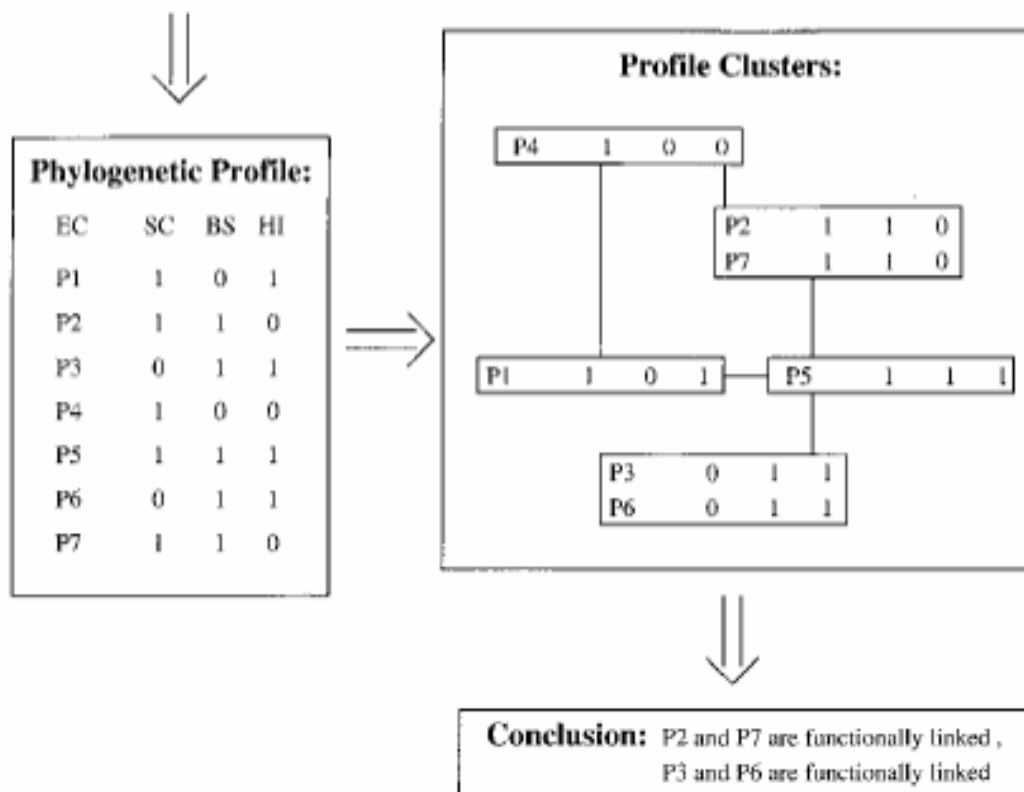 Phylogenetic Profile:
EC SC BS HI
P1 1 0 1
P2 1 1 0
P3 0 1 1
P4 1 0 0
P5 1 1 1
P6 0 1 1
P7 1 1 0
Profile Clusters:
P4 1 0 0
P2 1 1 0
P7 1 1 0
P1 1 0 1
P5 1 1 1
P3 0 1 1
P6 0 1 1
Conclusion: P2 and P7 are functionally linked ,
P3 and P6 are functionally linked